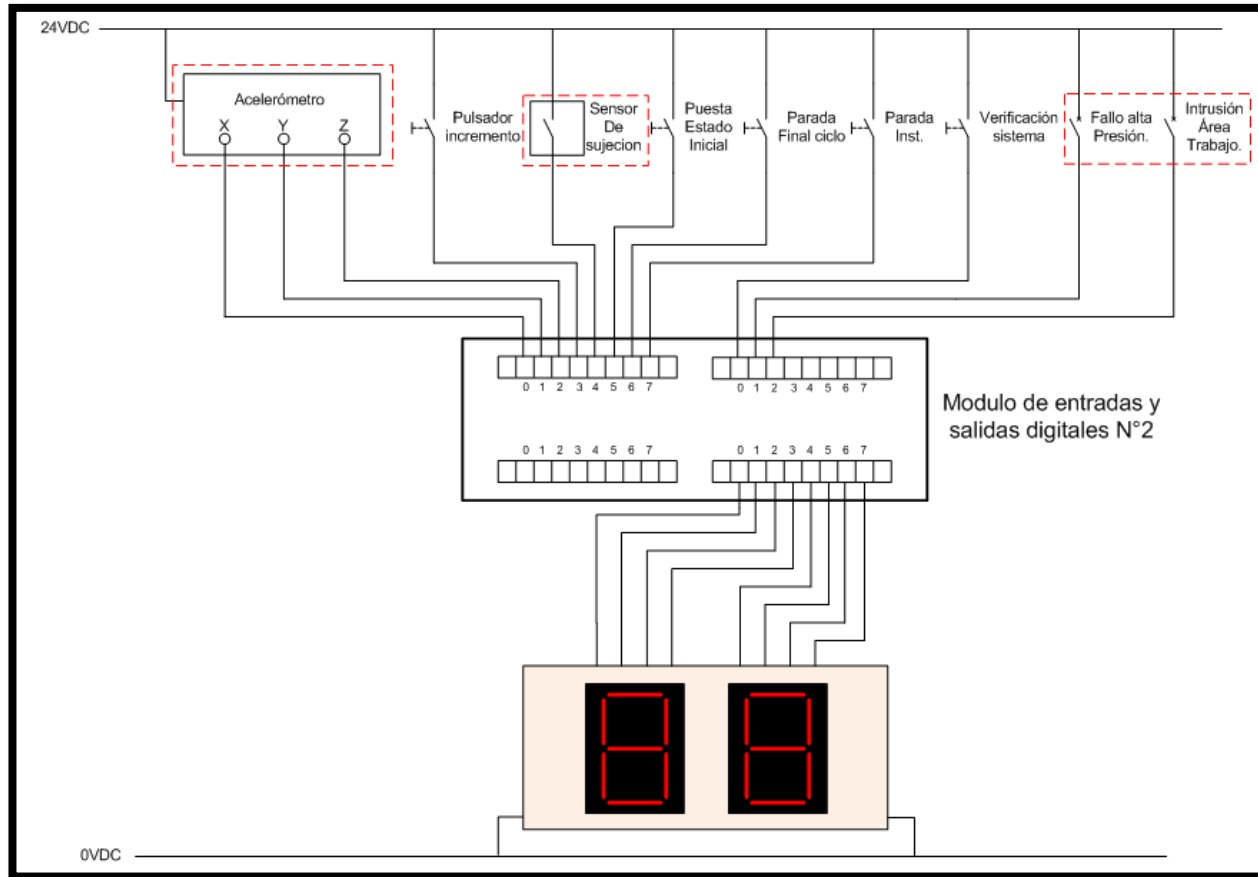 24VDC
Acelerómetro
X Y Z
Pulsador
incremento
Sensor
De
sujecion
Puesta
Estado
Inicial
Parada
Final ciclo
Parada
Inst.
Verificación
sistema
Fallo alta
Presión.
Intrusión
Área
Trabajo.
0 1 2 3 4 5 6 7
0 1 2 3 4 5 6 7
Modulo de entradas y
salidas digitales N°2
0 1 2 3 4 5 6 7
0 1 2 3 4 5 6 7
8 8
0VDC